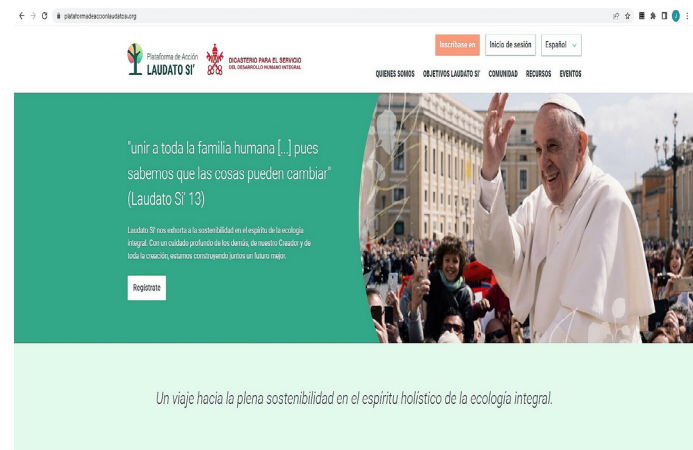 plataformadeaccionlaudatosi.org
Plataforma de Acción
LAUDATO SI'
DICASTERIO PARA EL SERVICIO
DEL DESARROLLO HUMANO INTEGRAL
Inscríbase en
Inicio de sesión
Español
QUIENES SOMOS OBJETIVOS LAUDATO SI' COMUNIDAD RECURSOS EVENTOS
"unir a toda la familia humana [...] pues
sabemos que las cosas pueden cambiar"
(Laudato Si' 13)
Laudato Si' nos exhorta a la sostenibilidad en el espíritu de la ecología
integral. Con un cuidado profundo de los demás, de nuestro Creador y de
toda la creación, estamos construyendo juntos un futuro mejor.
Regístrate
Un viaje hacia la plena sostenibilidad en el espíritu holístico de la ecología integral.